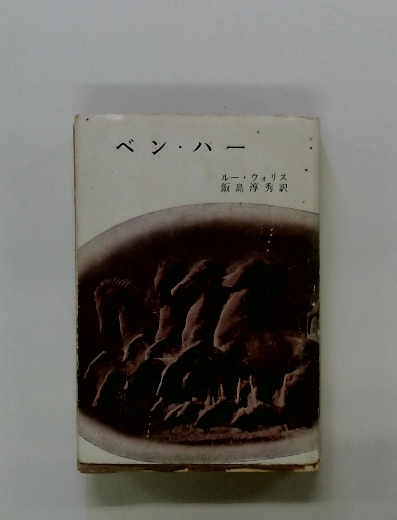 ベン・ハー
ルー・ウォリス
飯島淳秀訳